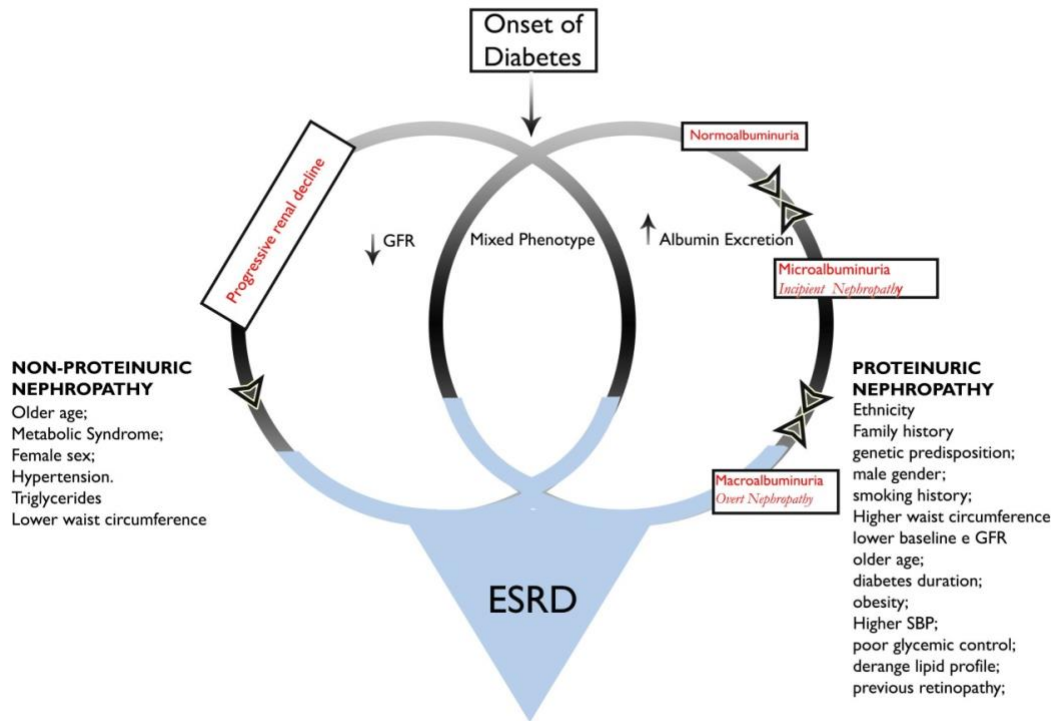 Onset of
Diabetes
Normoalbuminuria
Progressive renal decline
↓ GFR
Mixed Phenotype
↑ Albumin Excretion
Microalbuminuria
Incipient Nephropathy
NON-PROTEINURIC
NEPHROPATHY
Older age;
Metabolic Syndrome;
Female sex;
Hypertension.
Triglycerides
Lower waist circumference
PROTEINURIC
NEPHROPATHY
Ethnicity
Family history
genetic predisposition;
male gender;
smoking history;
Higher waist circumference
lower baseline e GFR
older age;
diabetes duration;
obesity;
Higher SBP;
poor glycemic control;
derange lipid profile;
previous retinopathy;
Macroalbuminuria
Overt Nephropathy
ESRD